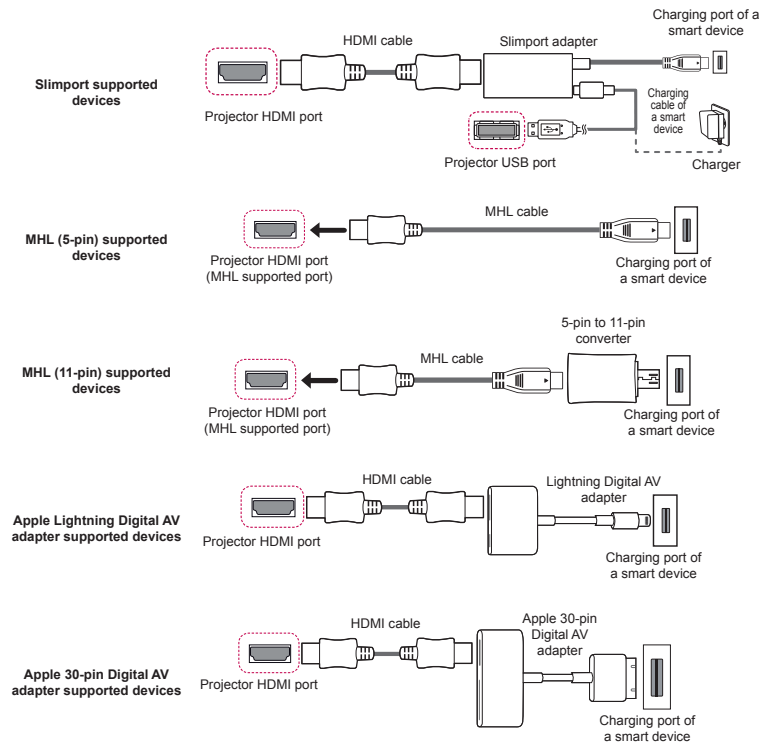 Charging port of a
smart device
HDMI cable
Slimport adapter
Slimport supported
devices
Charging
cable of
a smart
device
Projector HDMI port
Projector USB port
Charger
MHL cable
MHL (5-pin) supported
devices
Projector HDMI port
(MHL supported port)
Charging port of
a smart device
5-pin to 11-pin
converter
MHL cable
MHL (11-pin) supported
devices
Projector HDMI port
(MHL supported port)
Charging port of
a smart device
HDMI cable
Lightning Digital AV
adapter
Apple Lightning Digital AV
adapter supported devices
Projector HDMI port
Charging port of
a smart device
HDMI cable
Apple 30-pin
Digital AV
adapter
Apple 30-pin Digital AV
adapter supported devices
Projector HDMI port
Charging port of
a smart device